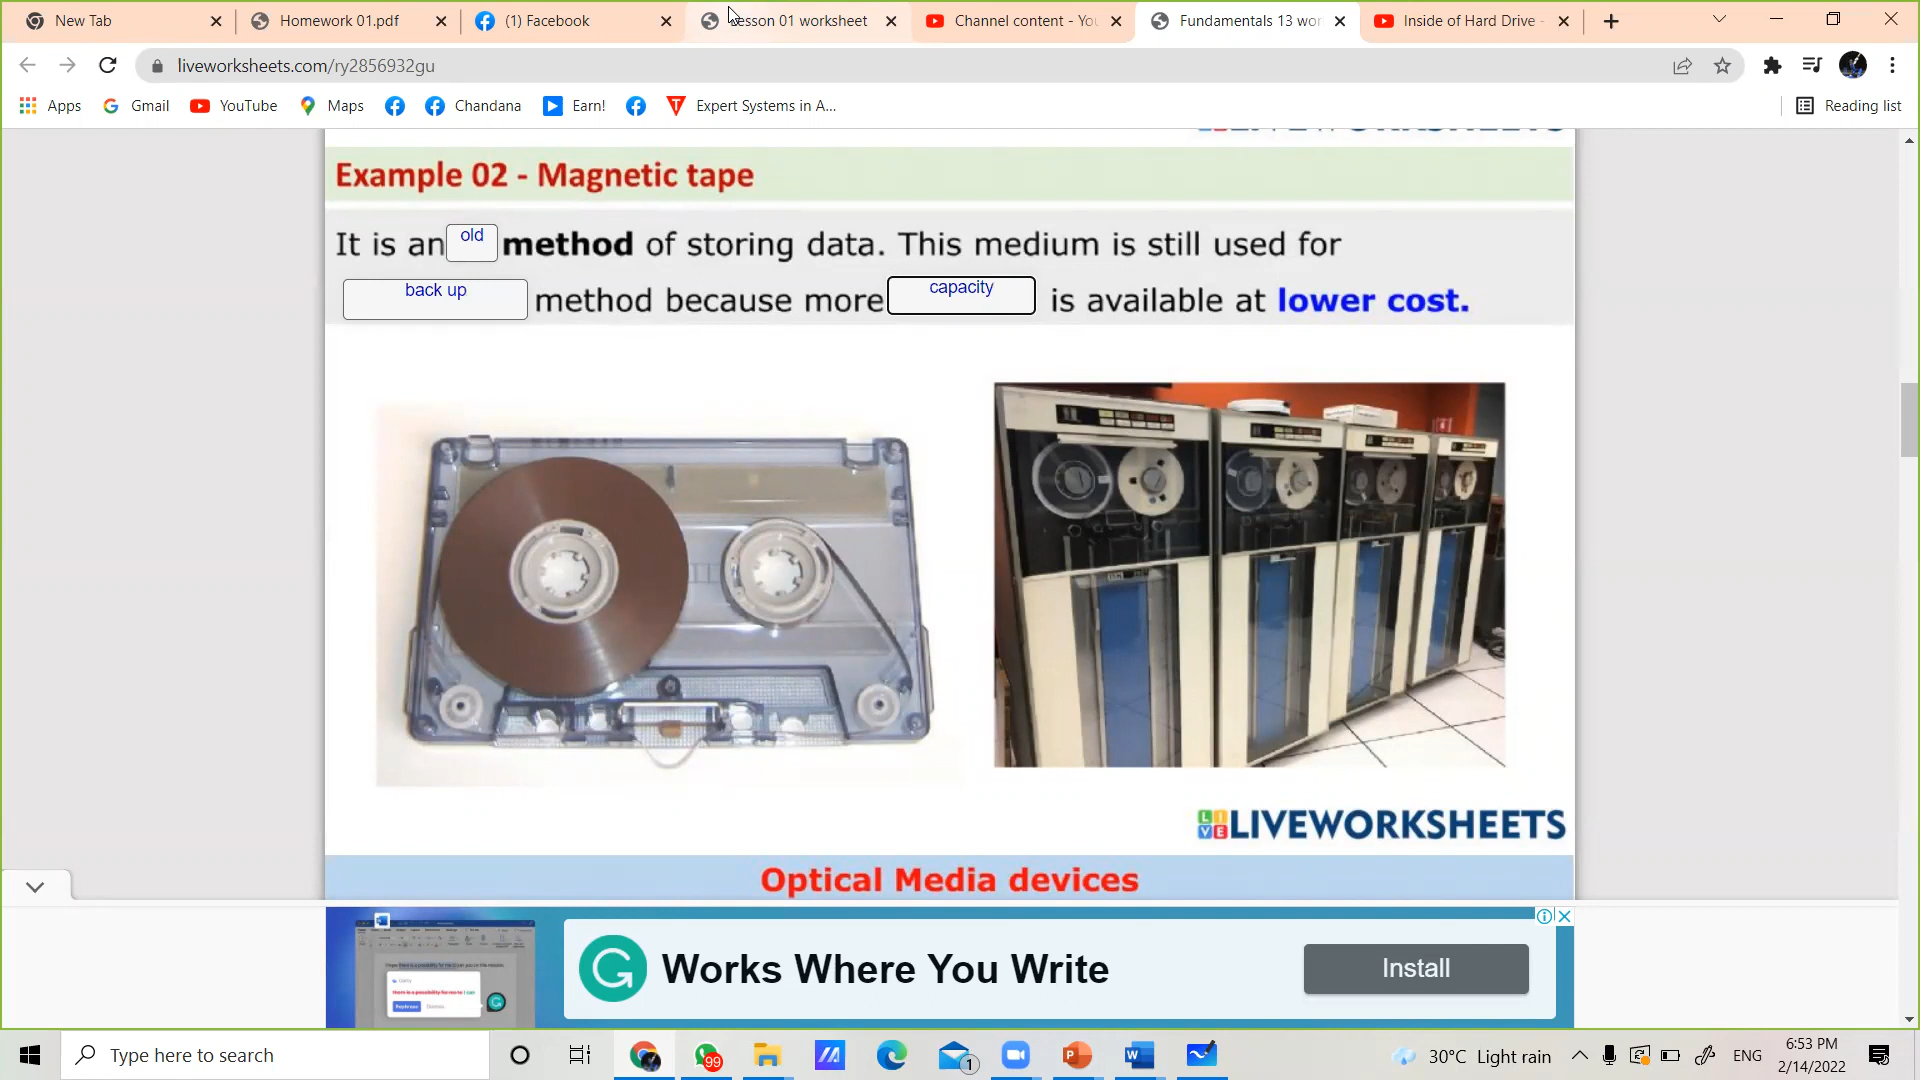 New Tab
Homework 01.pdf
(1) Facebook
esson 01 worksheet
Channel content - You
Fundamentals 13 wor
Inside of Hard Drive -
liveworksheets.com/ry2856932gu
Apps
Gmail
YouTube
Maps
Chandana
Earn!
Expert Systems in A...
Reading list
Example 02 - Magnetic tape
It is an old method of storing data. This medium is still used for
back up method because more capacity is available at lower cost.
LIVE LIVEWORKSHEETS
Optical Media devices
Works Where You Write
Install
Type here to search
99
1
30°C Light rain
ENG
6:53 PM
2/14/2022